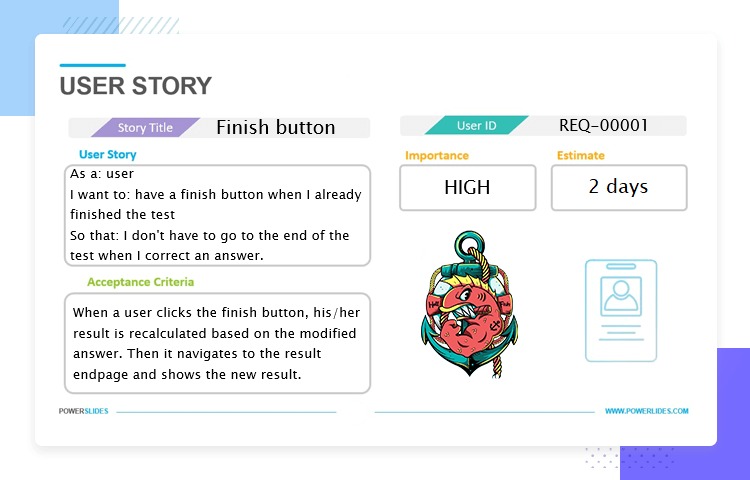 USER STORY
Story Title
Finish button
User Story
As a: user
I want to: have a finish button when I already
finished the test
So that: I don't have to go to the end of the
test when I correct an answer.
Acceptance Criteria
When a user clicks the finish button, his/her
result is recalculated based on the modified
answer. Then it navigates to the result
endpage and shows the new result.
User ID
REQ-00001
Importance
Estimate
HIGH
2 days
POWERSLIDES
WWW.POWERLIDES.COM